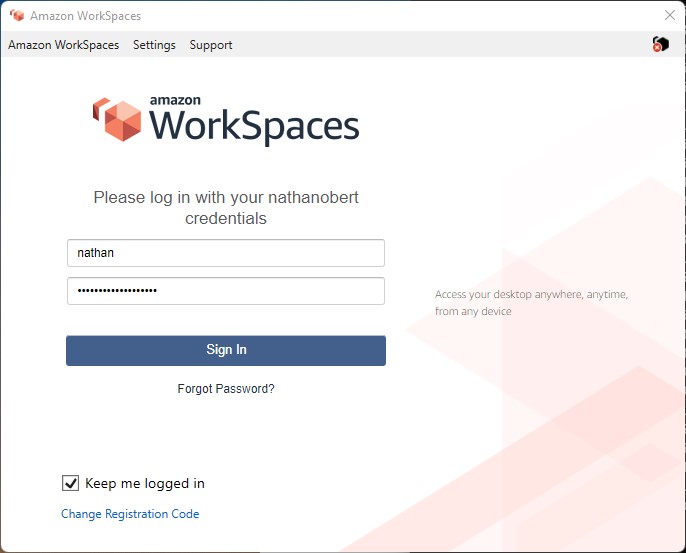 Amazon WorkSpaces
Amazon WorkSpaces Settings Support
amazon
WorkSpaces
Please log in with your nathanobert
credentials
nathan
•••••••••••••••••••
Access your desktop anywhere, anytime,
from any device
Sign In
Forgot Password?
Keep me logged in
Change Registration Code